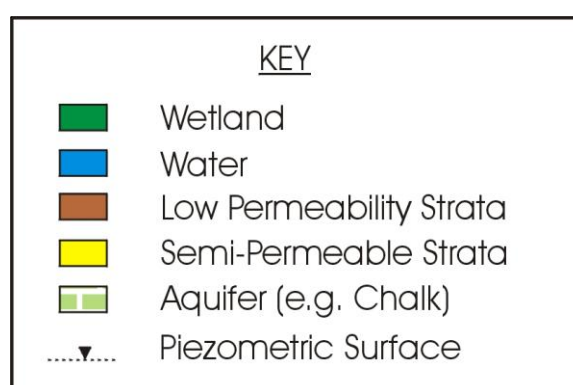 KEY
Wetland
Water
Low Permeability Strata
Semi-Permeable Strata
Aquifer (e.g. Chalk)
Piezometric Surface